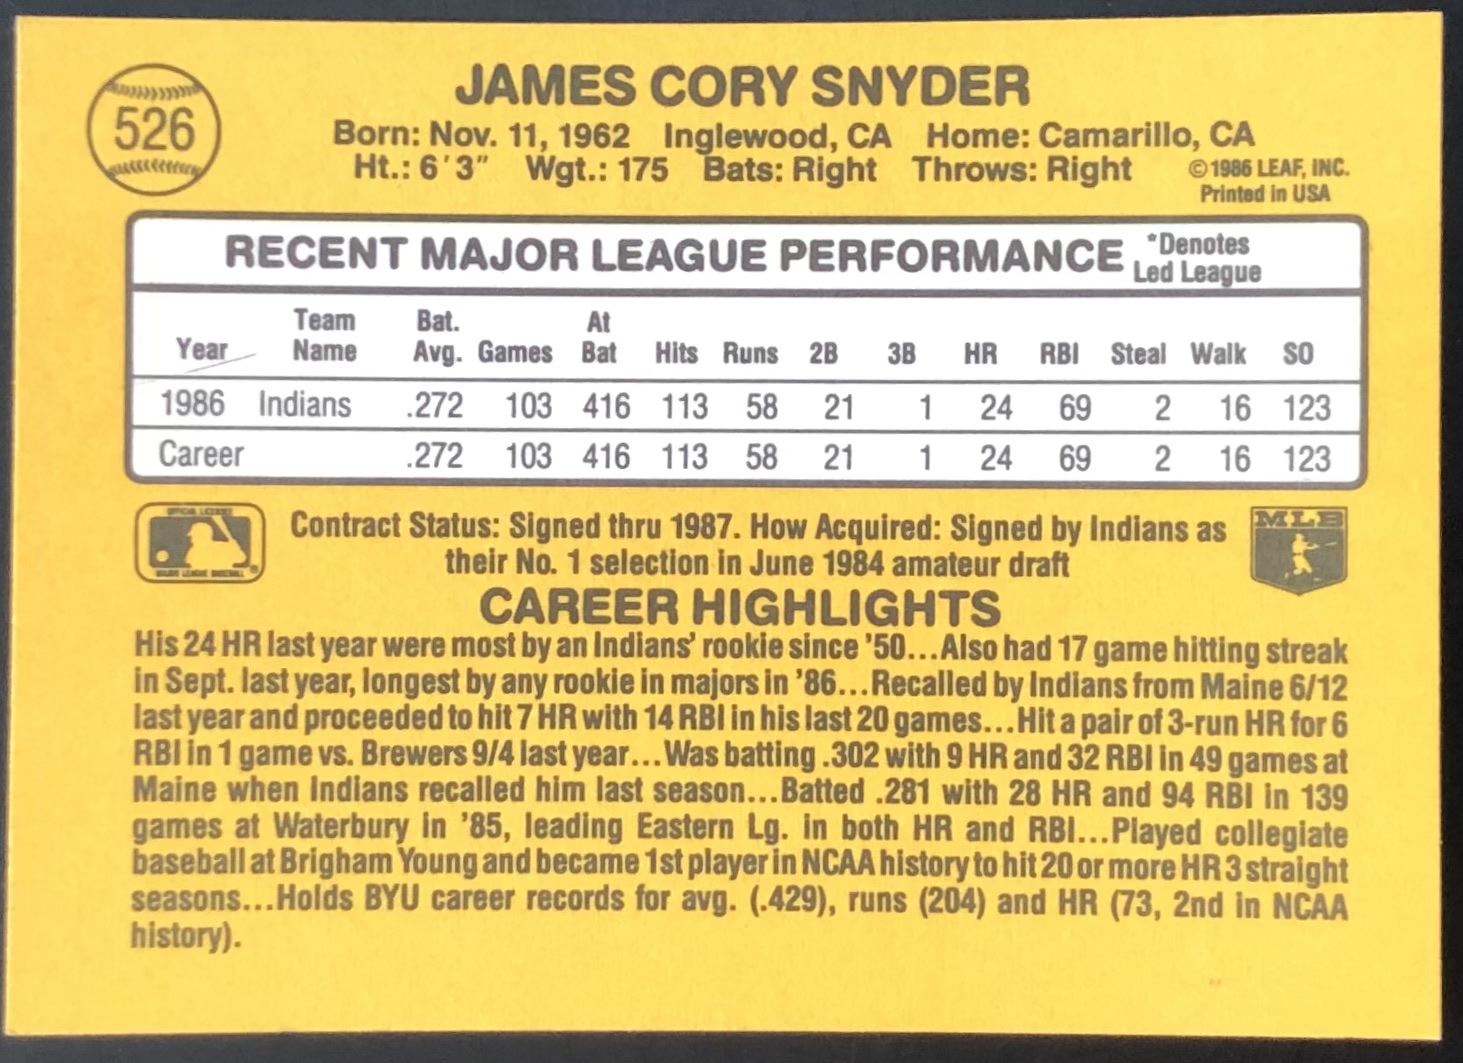 526
JAMES CORY SNYDER
Born: Nov. 11, 1962 Inglewood, CA Home: Camarillo, CA
Ht.: 6'3" Wgt.: 175 Bats: Right Throws: Right ©1986 LEAF, INC.
Printed in USA
RECENT MAJOR LEAGUE PERFORMANCE *Denotes
Led League
Team Bat. At
Year Name Avg. Games Bat Hits Runs 2B 3B HR RBI Steal Walk SO
1986 Indians .272 103 416 113 58 21 1 24 69 2 16 123
Career .272 103 416 113 58 21 1 24 69 2 16 123
OFFICIAL LICENSEE
MAJOR LEAGUE BASEBALL ®
Contract Status: Signed thru 1987. How Acquired: Signed by Indians as
their No. 1 selection in June 1984 amateur draft
MLB
CAREER HIGHLIGHTS
His 24 HR last year were most by an Indians' rookie since '50...Also had 17 game hitting streak
in Sept. last year, longest by any rookie in majors in '86...Recalled by Indians from Maine 6/12
last year and proceeded to hit 7 HR with 14 RBI in his last 20 games...Hit a pair of 3-run HR for 6
RBI in 1 game vs. Brewers 9/4 last year...Was batting .302 with 9 HR and 32 RBI in 49 games at
Maine when Indians recalled him last season...Batted .281 with 28 HR and 94 RBI in 139
games at Waterbury in '85, leading Eastern Lg. in both HR and RBI...Played collegiate
baseball at Brigham Young and became 1st player in NCAA history to hit 20 or more HR 3 straight
seasons...Holds BYU career records for avg. (.429), runs (204) and HR (73, 2nd in NCAA
history).